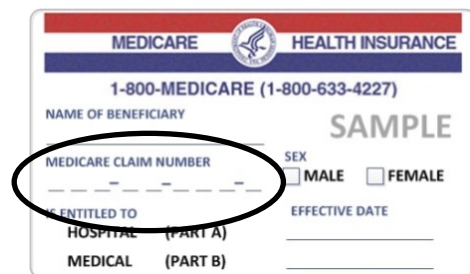 MEDICARE HEALTH INSURANCE
1-800-MEDICARE (1-800-633-4227)
NAME OF BENEFICIARY
SAMPLE
MEDICARE CLAIM NUMBER
SEX
MALE FEMALE
_ _ _-_ _-_ _ _ _-_
IS ENTITLED TO
EFFECTIVE DATE
HOSPITAL (PART A)
MEDICAL (PART B)